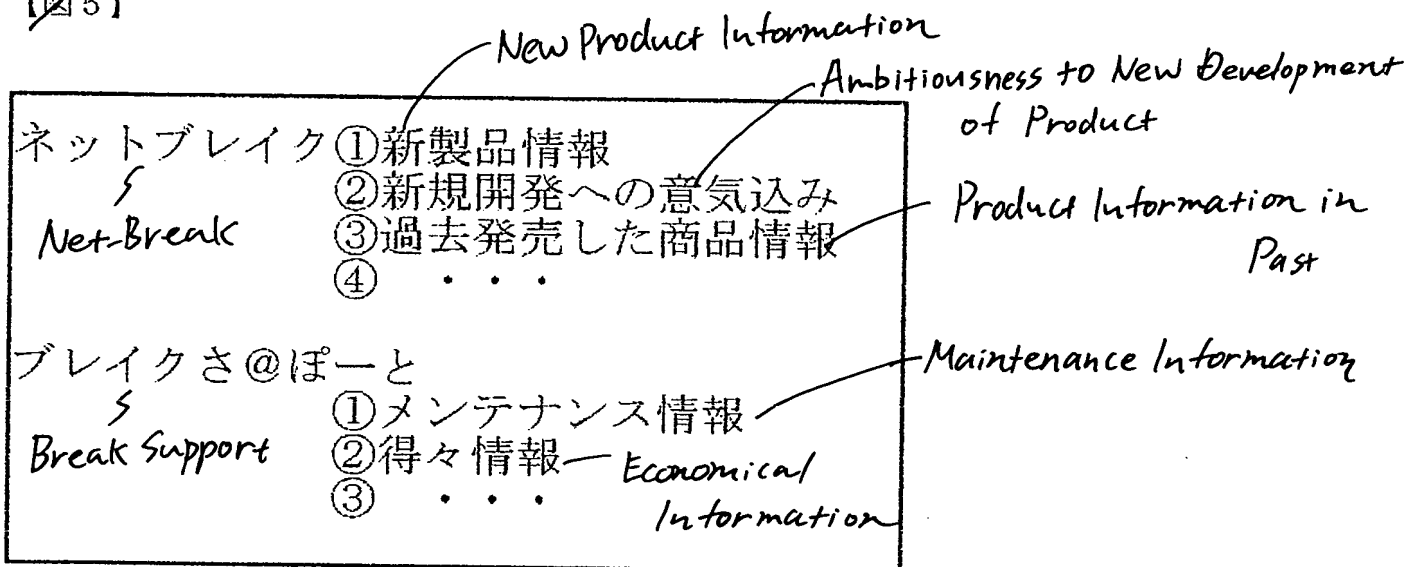 【図5】
New Product Information
Ambitiousness to New Development
of Product
ネットブレイク①新製品情報
②新規開発への意気込み
Net-Break
③過去発売した商品情報
Product Information in
Past
④ ・・・
ブレイクさ@ぽーと
Maintenance Information
①メンテナンス情報
Break Support
②得々情報
Economical
Information
③ ・・・